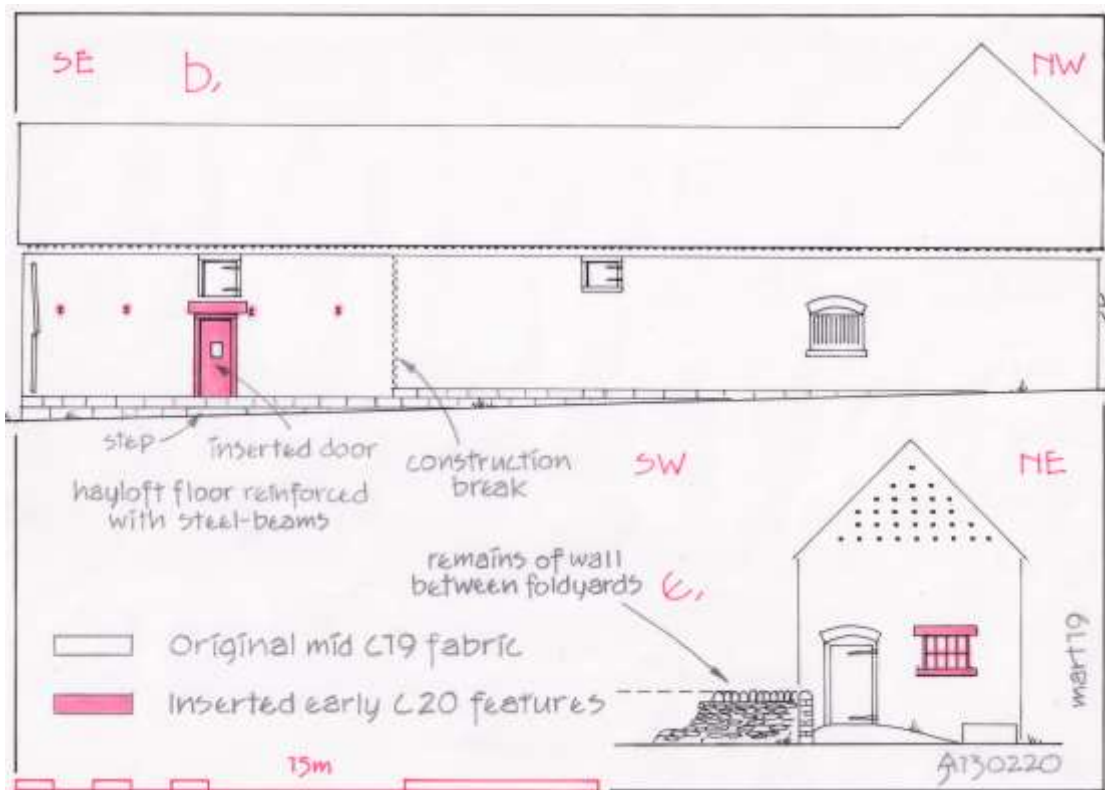 SE b, NW
step
inserted door
construction
break
hayloft floor reinforced
with steel-beams
SW NE
remains of wall
between foldyards
e,
Original mid C19 fabric
Inserted early C20 features
mart19
15m